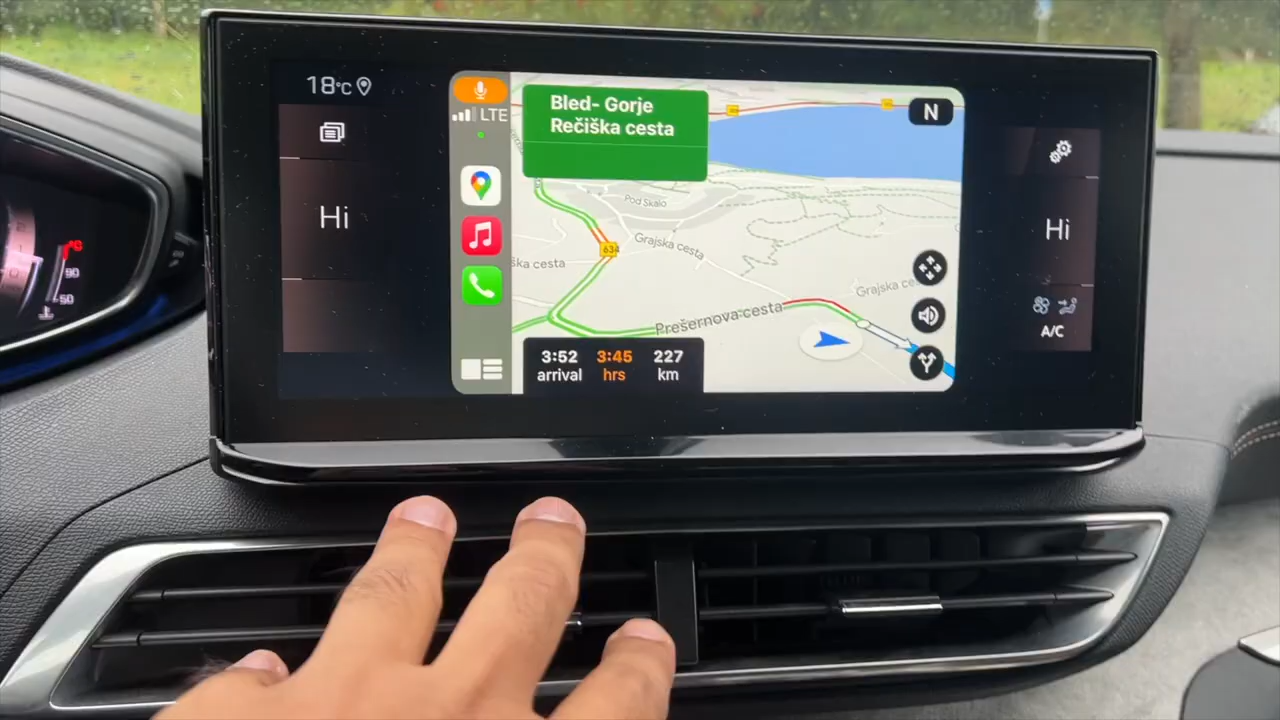 18°C
LTE
Bled- Gorje
Rečiška cesta
N
Pod Skalo
634
Grajska cesta
ška cesta
Grajska ce
Prešernova cesta
3:52 3:45 227
arrival hrs km
Hi
Hi
A/C
90
50